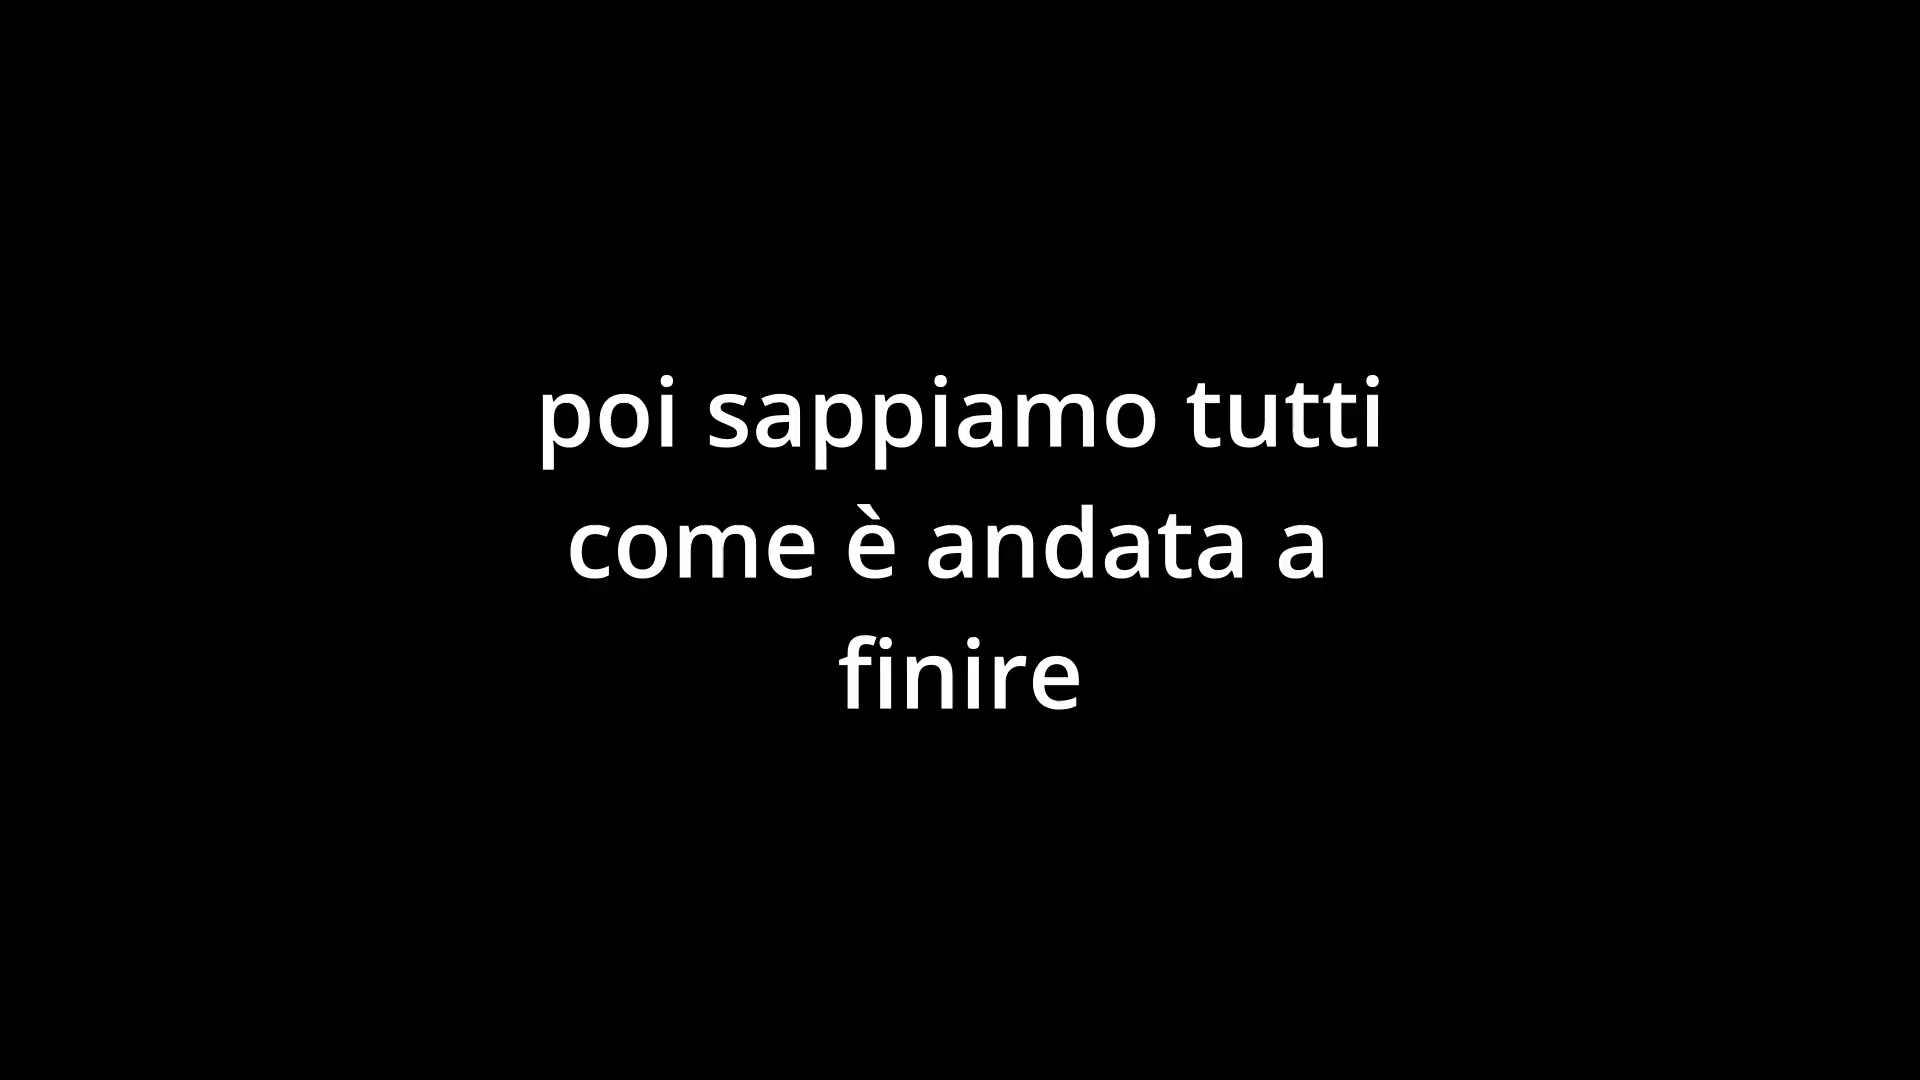 poi sappiamo tutti
come è andata a
finire